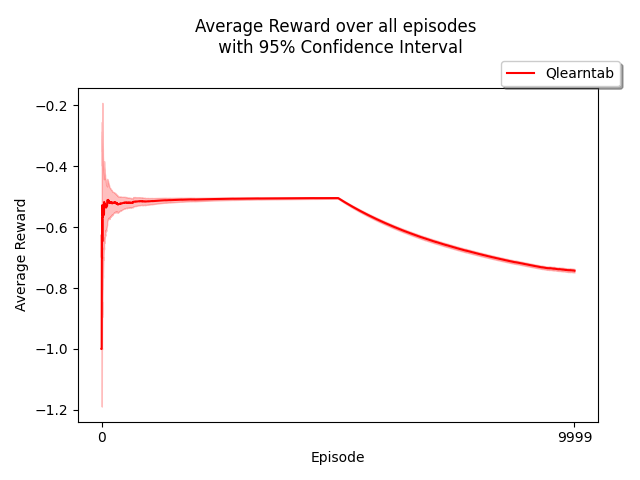 Average Reward over all episodes
with 95% Confidence Interval
Qlearntab
−0.2
−0.4
−0.6
−0.8
−1.0
−1.2
Average Reward
0
9999
Episode